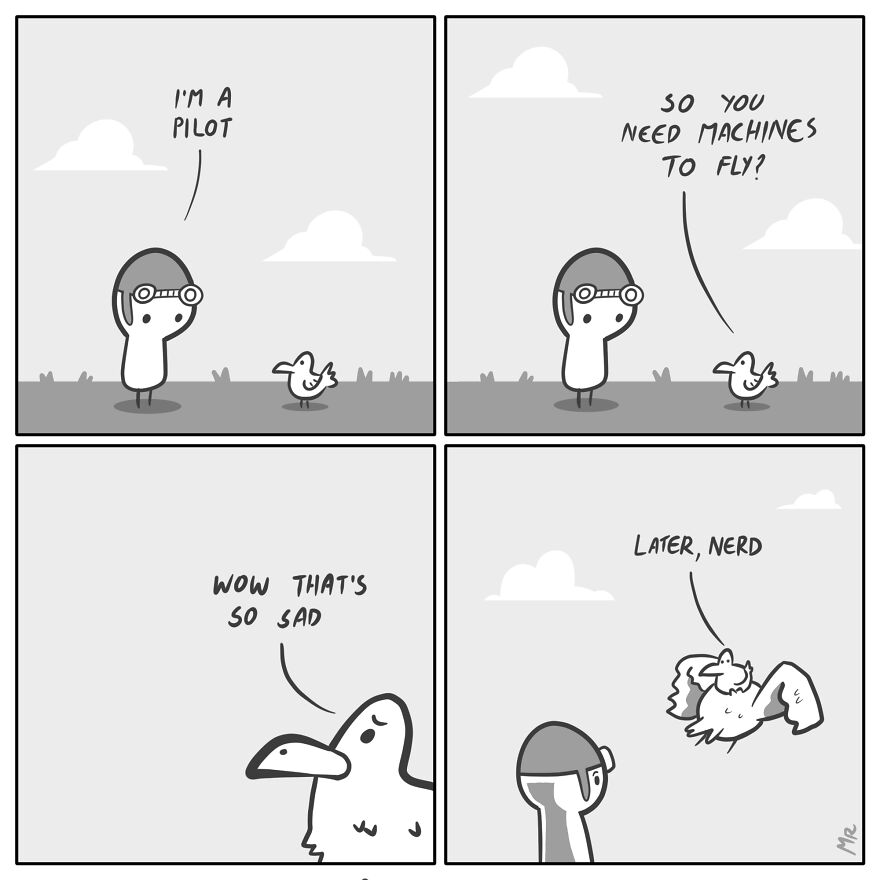 I'M A
PILOT
SO YOU
NEED MACHINES
TO FLY?
WOW THAT'S
SO SAD
LATER, NERD
MR